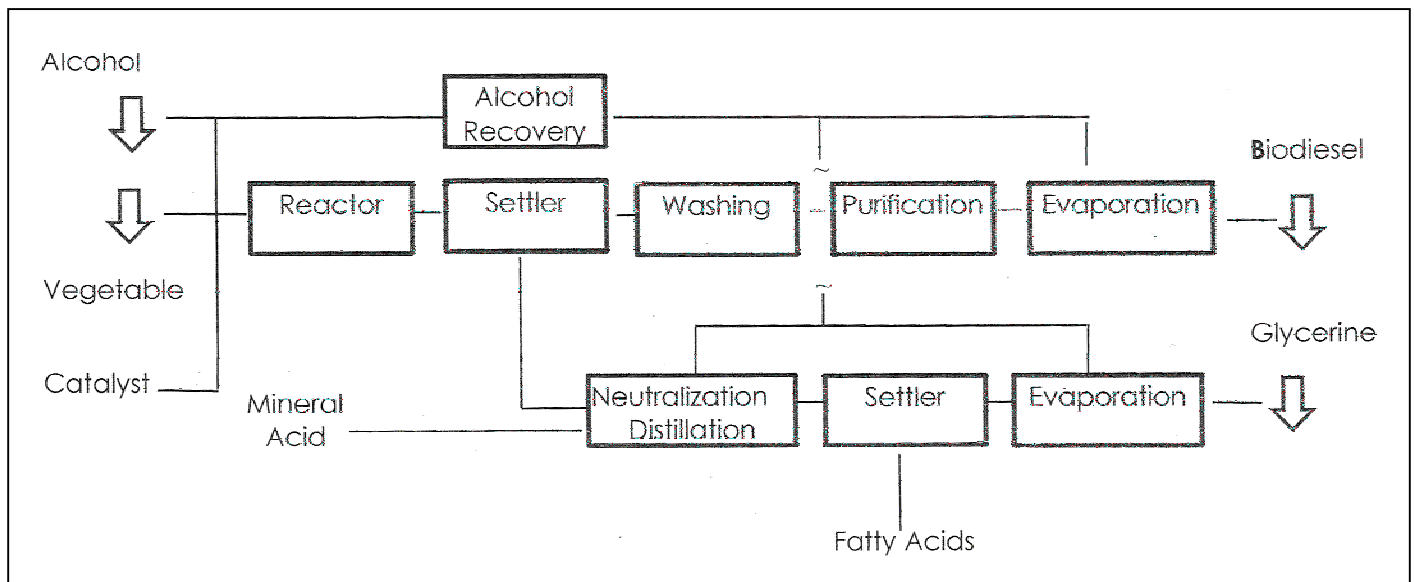 Alcohol
Alcohol
Recovery
Biodiesel
Reactor
Settler
Washing
Purification
Evaporation
Vegetable
Glycerine
Catalyst
Mineral
Acid
Neutralization
Distillation
Settler
Evaporation
Fatty Acids